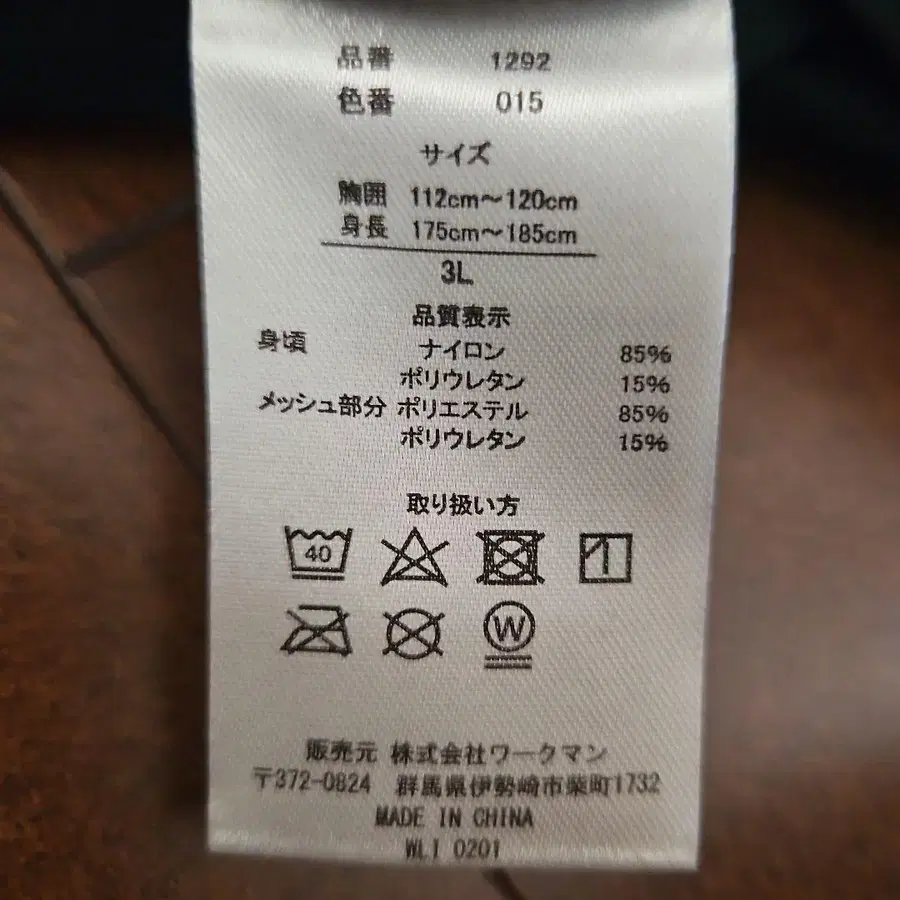 品番 1292
色番 015
サイズ
胸囲 112cm～120cm
身長 175cm～185cm
3L
品質表示
身頃 ナイロン 85%
ポリウレタン 15%
メッシュ部分 ポリエステル 85%
ポリウレタン 15%
取り扱い方
40
W
販売元 株式会社ワークマン
〒372-0824 群馬県伊勢崎市柴町1732
MADE IN CHINA
WLI 0201